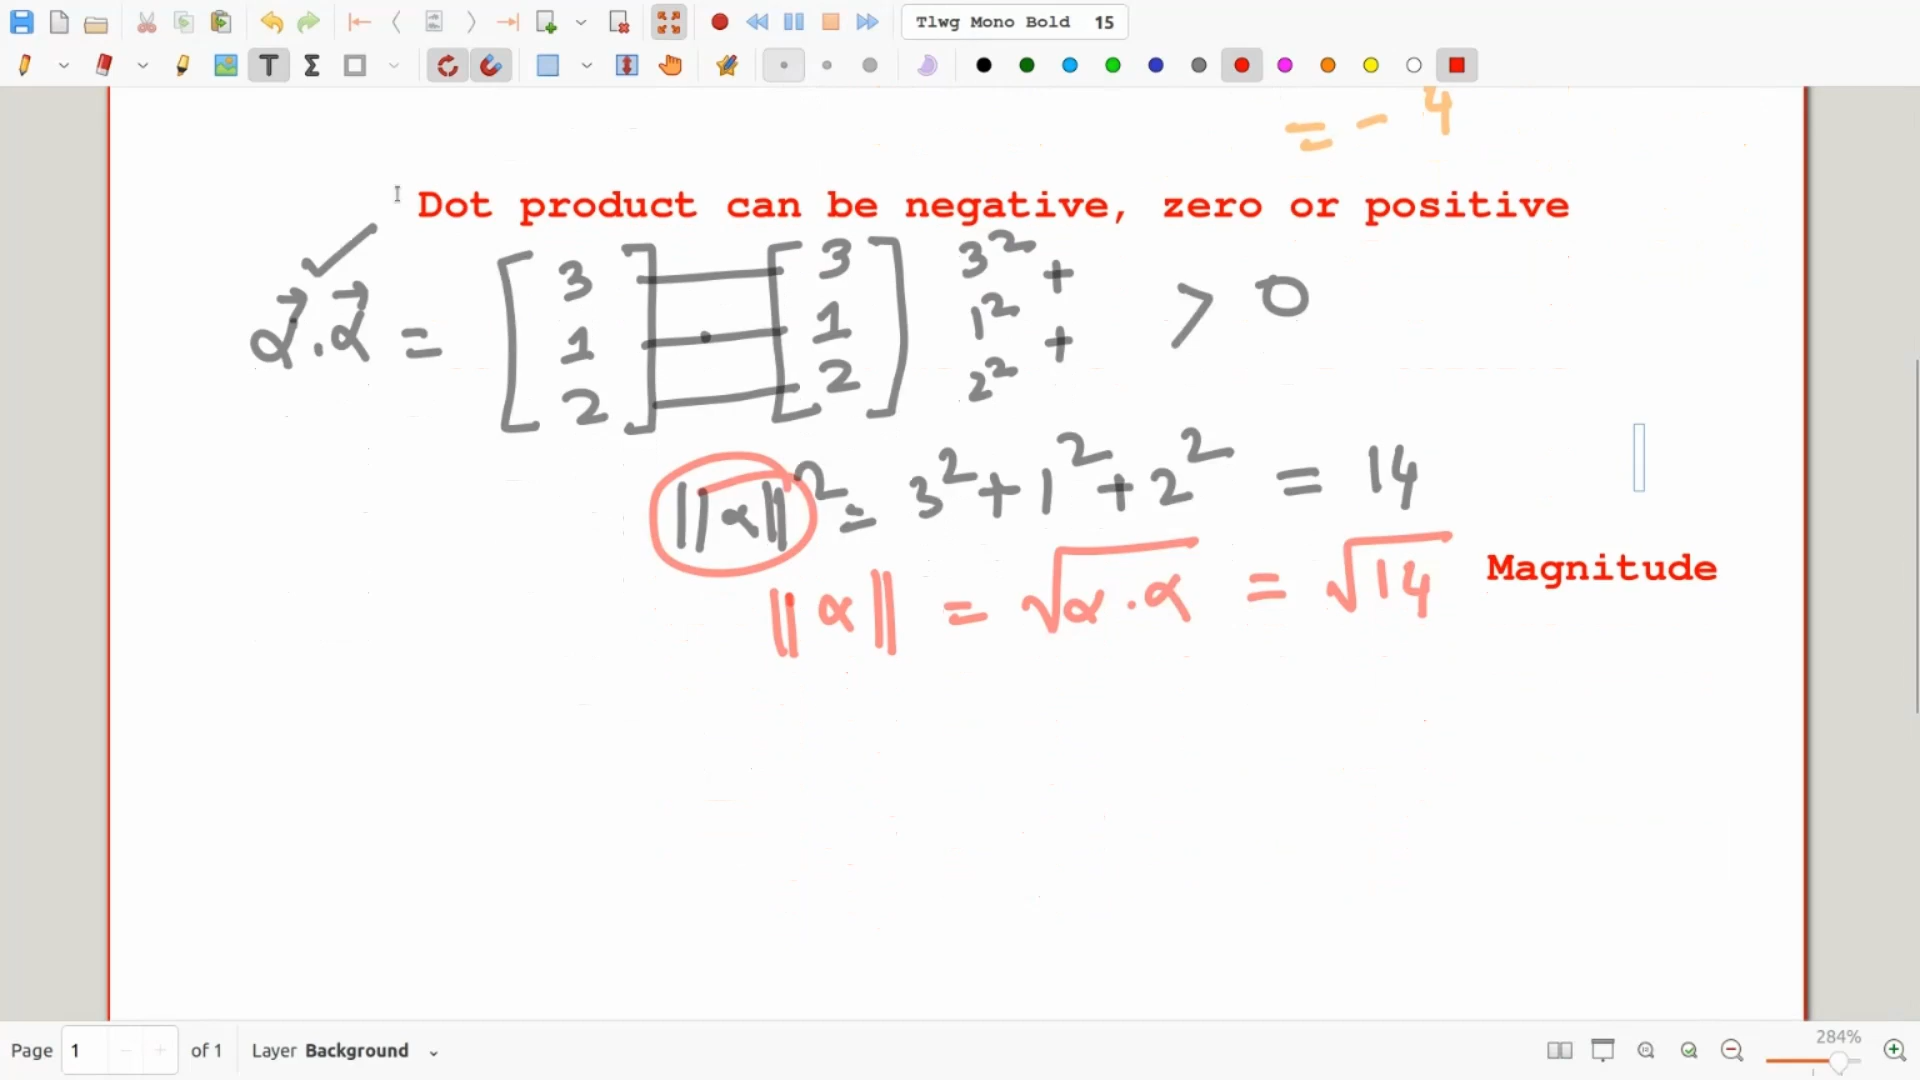 Tlwg Mono Bold 15
= - 4
Dot product can be negative, zero or positive
α⃗ . α⃗ = [ 3 1 2 ] . [ 3 1 2 ] 3² + 1² + 2² > 0
||α||² = 3² + 1² + 2² = 14
||α|| = √α.α = √14 Magnitude
Page 1 of 1 Layer Background 284%